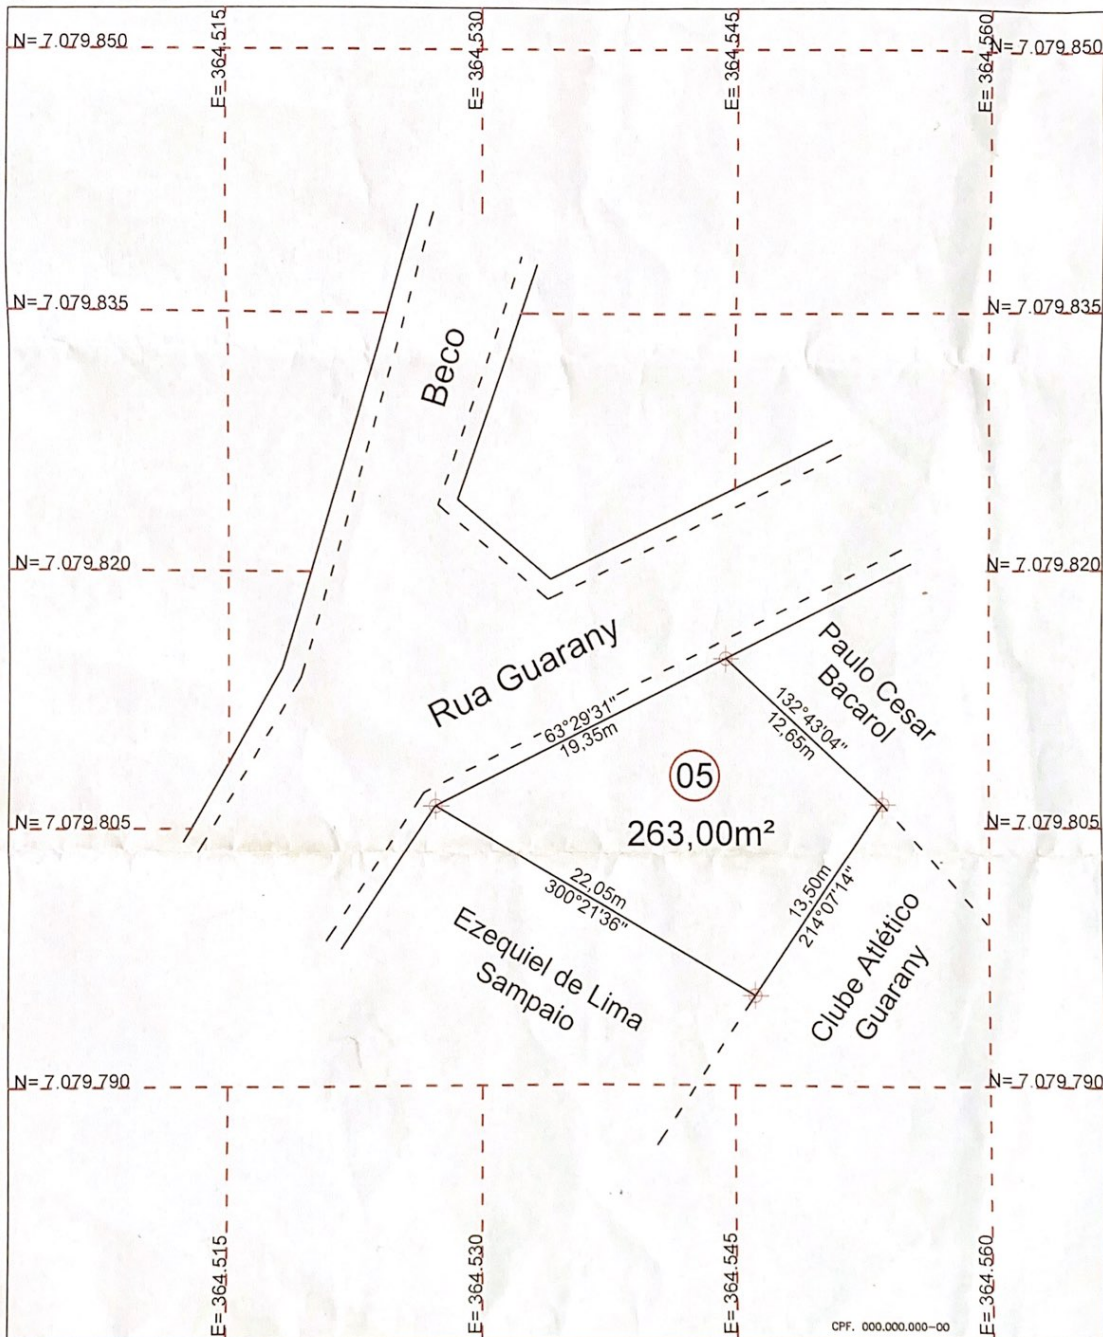 E= 364.515
E= 364.530
E= 364.545
E= 364.560
N= 7.079.850
N= 7.079.850
N= 7.079.835
N= 7.079.835
Beco
N= 7.079.820
N= 7.079.820
Rua Guarany
Paulo Cesar
Bacarol
63°29'31"
19,35m
132°43'04"
12,65m
05
263,00m²
N= 7.079.805
N= 7.079.805
22,05m
300°21'36"
13,50m
214°07'14"
Ezequiel de Lima
Sampaio
Clube Atlético
Guarany
N= 7.079.790
N= 7.079.790
E= 364.515
E= 364.530
E= 364.545
E= 364.560
CPF. 000.000.000-00